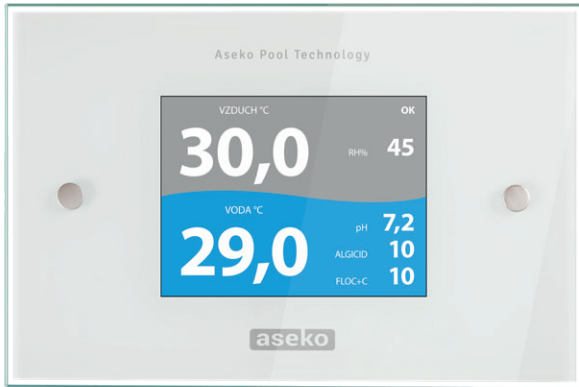 Aseko Pool Technology
VZDUCH °C
OK
30,0
RH% 45
VODA °C
29,0
pH 7,2
ALGICID 10
FLOC+C 10
aseko